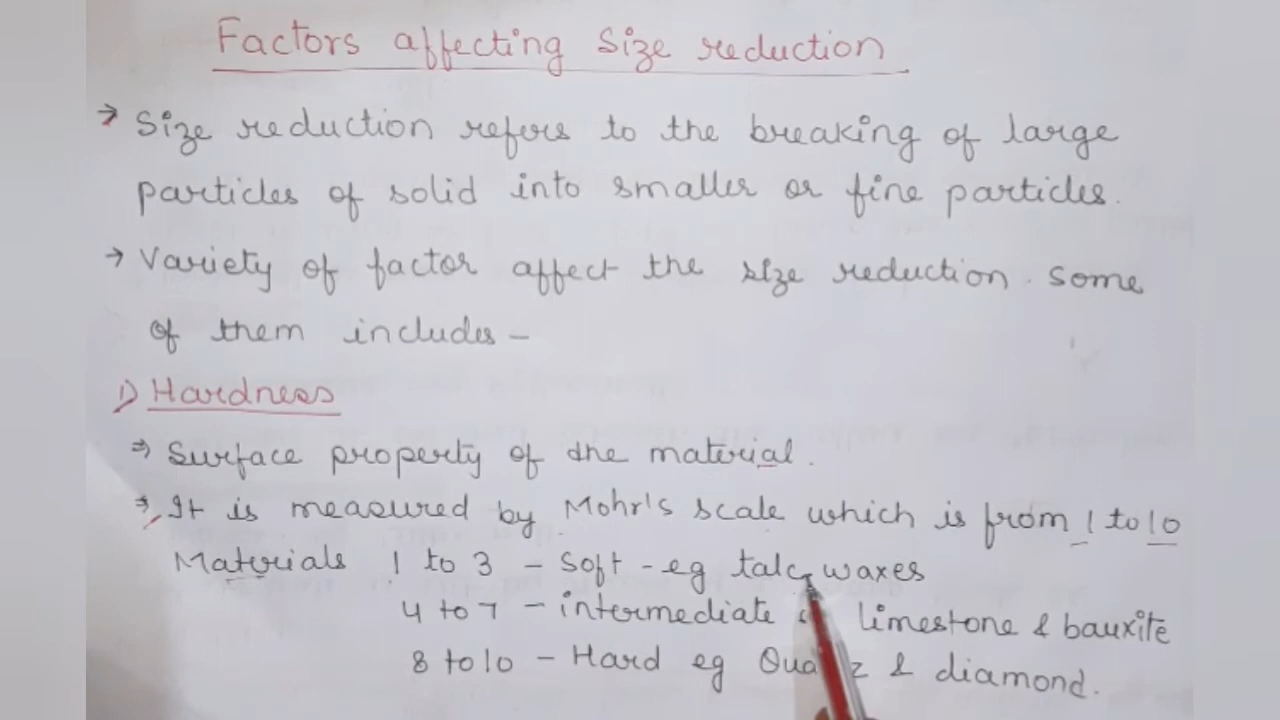 Factors affecting Size reduction
→ Size reduction refers to the breaking of large
particles of solid into smaller or fine particles.
→ Variety of factor affect the size reduction. Some
of them includes -
1) Hardness
⇒ Surface property of the material.
⇒ It is measured by Mohr's scale which is from 1 to 10
Materials 1 to 3 - Soft - eg talc, waxes
4 to 7 - intermediate limestone & bauxite
8 to 10 - Hard eg & diamond.